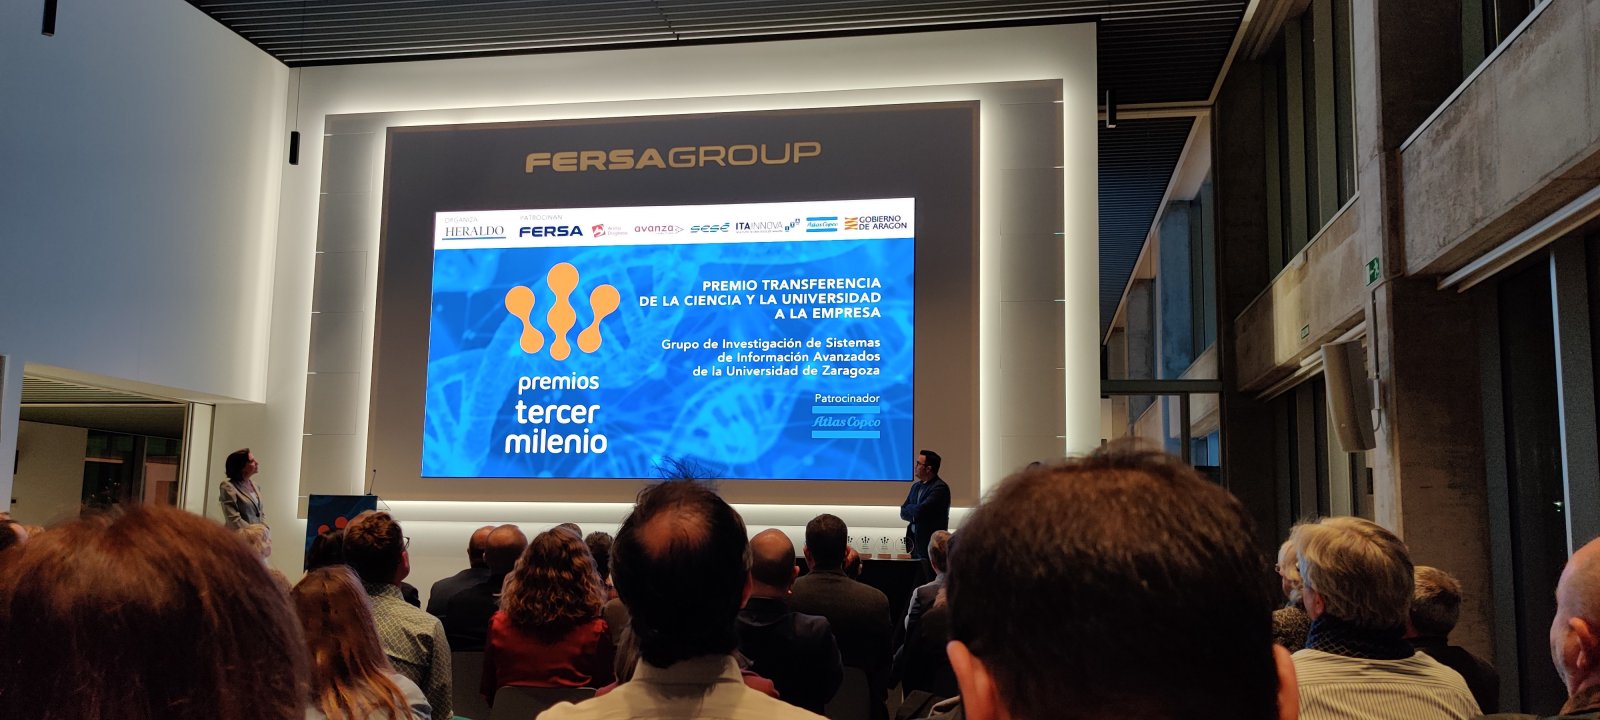 FERSAGROUP
ORGANIZA
PATROCINAN
HERALDO
FERSA
avanza
sesé
ITAINNOVA
Atlas Copco
GOBIERNO
DE ARAGON
PREMIO TRANSFERENCIA
DE LA CIENCIA Y LA UNIVERSIDAD
A LA EMPRESA
Grupo de Investigación de Sistemas
de Información Avanzados
de la Universidad de Zaragoza
premios
tercer
milenio
Patrocinador
Atlas Copco